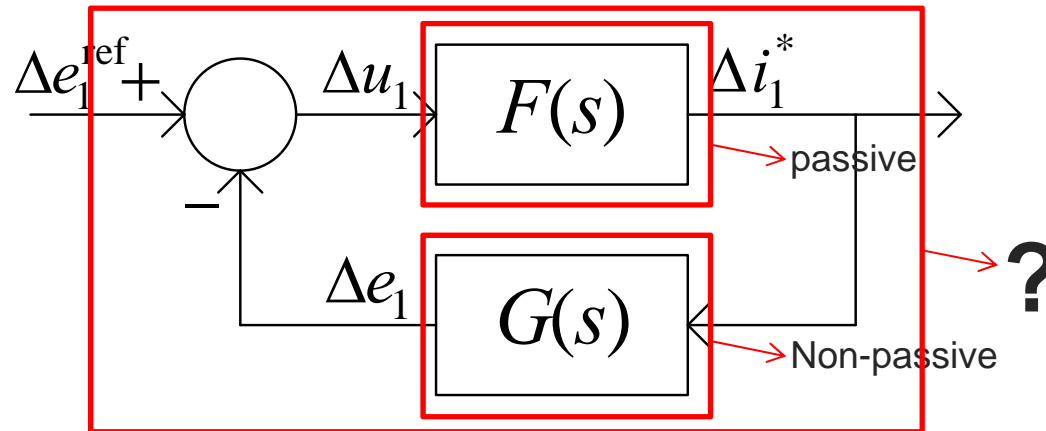 Δe₁ʳᵉᶠ + Δu₁ F(s) Δi₁*
passive
−
?
Δe₁ G(s)
Non-passive